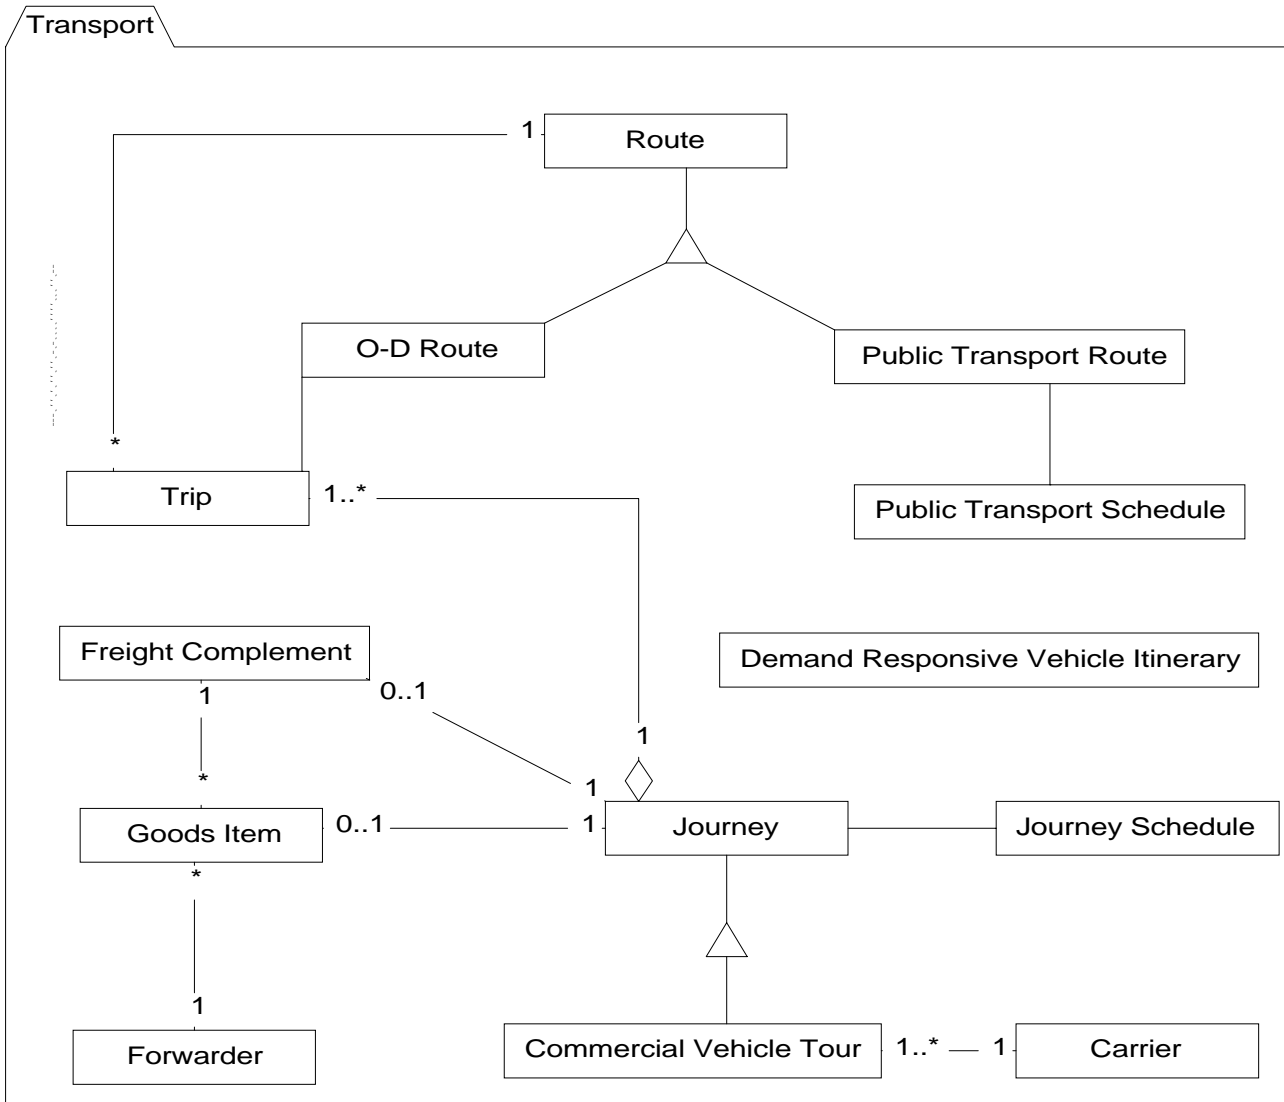 Transport
1
Route
O-D Route
Public Transport Route
*
Trip
1..*
Public Transport Schedule
Freight Complement
Demand Responsive Vehicle Itinerary
1
0..1
1
*
1
Goods Item
0..1
1
Journey
Journey Schedule
*
1
Forwarder
Commercial Vehicle Tour
1..*
1
Carrier